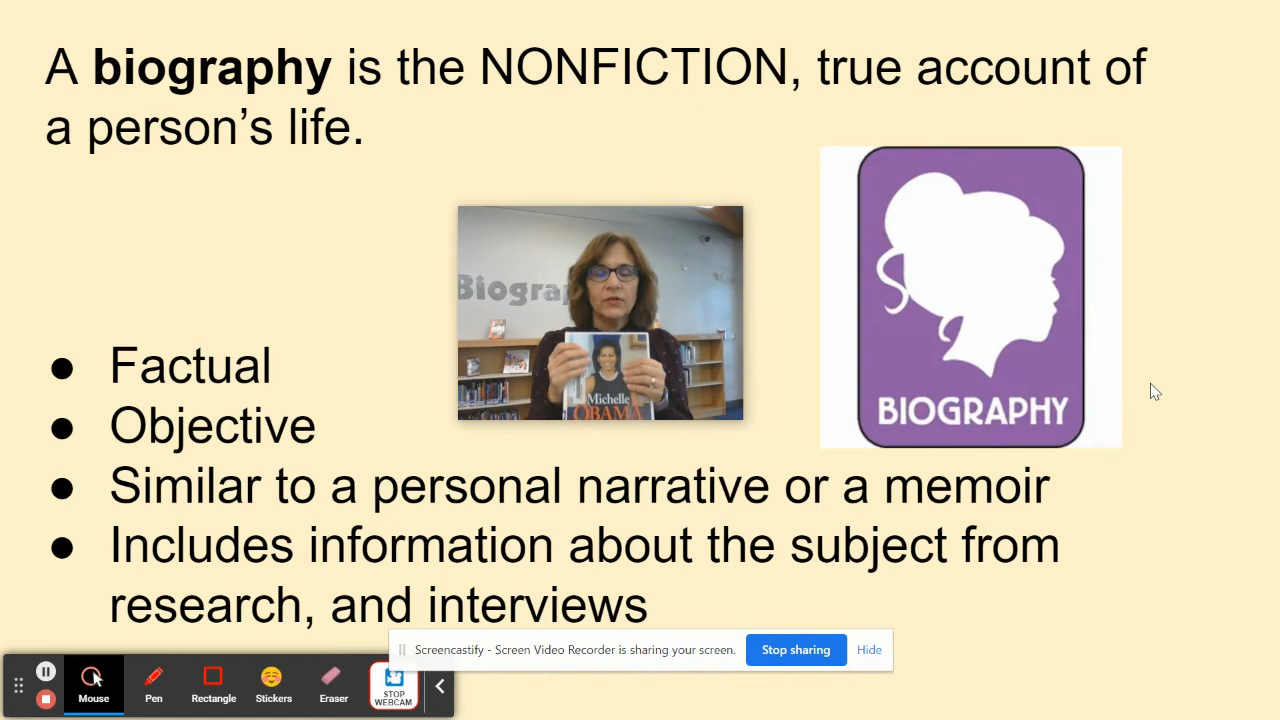 A biography is the NONFICTION, true account of
a person's life.
Biogra
Michelle
OBAMA
BIOGRAPHY
● Factual
● Objective
● Similar to a personal narrative or a memoir
● Includes information about the subject from
research, and interviews
Screencastify - Screen Video Recorder is sharing your screen.
Stop sharing
Hide
Mouse
Pen
Rectangle
Stickers
Eraser
STOP
WEBCAM